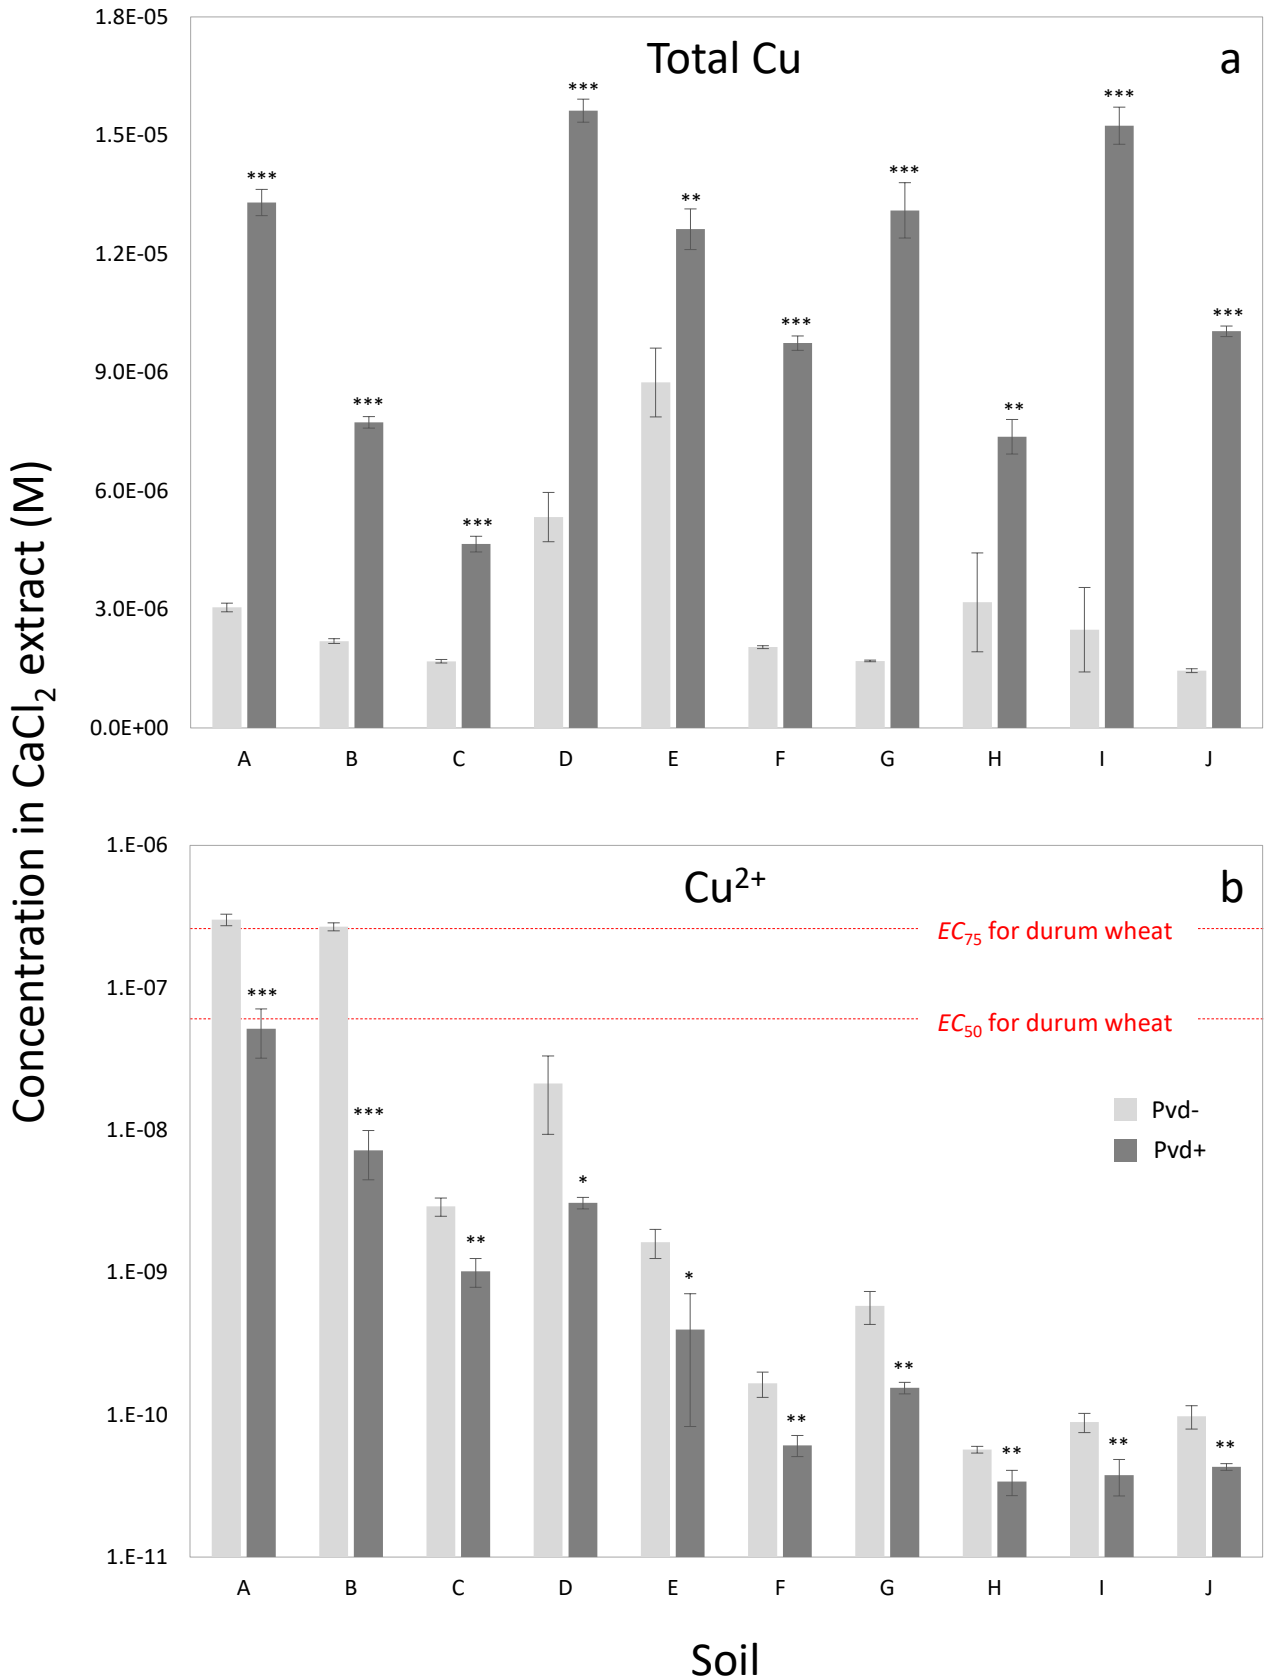 Total Cu
a
1.8E-05
1.5E-05
1.2E-05
9.0E-06
6.0E-06
3.0E-06
0.0E+00
***
***
***
***
**
***
***
**
***
***
A B C D E F G H I J
Concentration in CaCl₂ extract (M)
Cu²⁺
b
1.E-06
1.E-07
1.E-08
1.E-09
1.E-10
1.E-11
EC₇₅ for durum wheat
EC₅₀ for durum wheat
Pvd-
Pvd+
***
***
**
*
*
**
**
**
**
**
A B C D E F G H I J
Soil